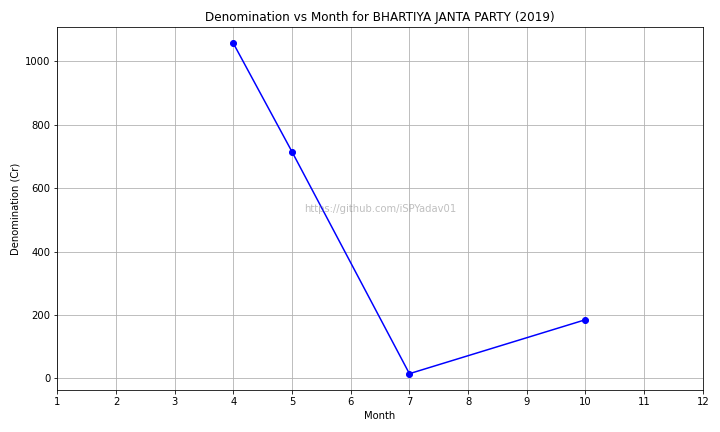 Denomination vs Month for BHARTIYA JANTA PARTY (2019)
1000
800
600
400
200
0
Denomination (Cr)
https://github.com/iSPYadav01
1 2 3 4 5 6 7 8 9 10 11 12
Month